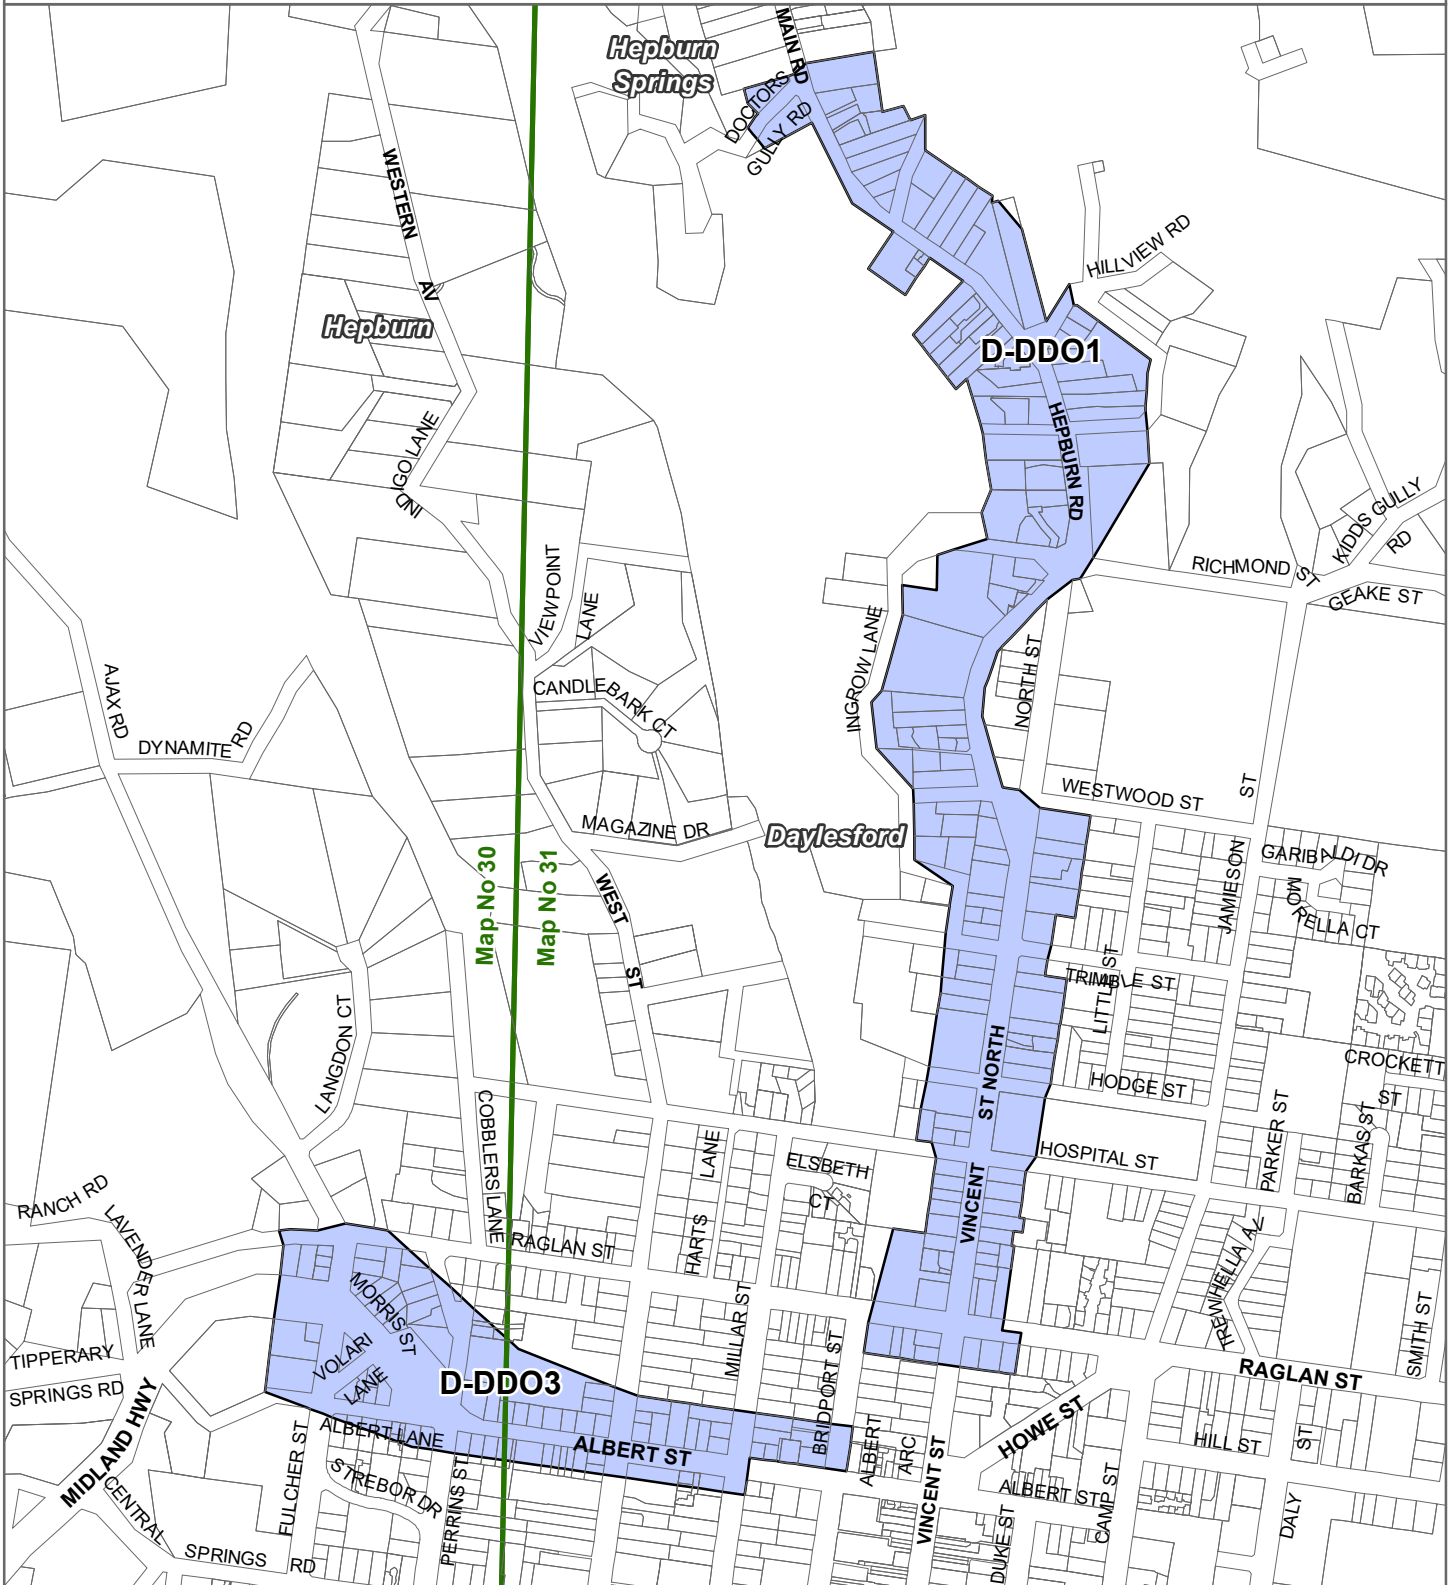 MAIN RD
Hepburn
Springs
DOCTORS
GULLY RD
WESTERN
AV
HILLVIEW RD
Hepburn
D-DDO1
HEPBURN RD
INDIGO LANE
KIDDS GULLY
RD
RICHMOND ST
GEAKE ST
VIEWPOINT
LANE
INGROW LANE
NORTH ST
AJAX RD
CANDLEBARK CT
DYNAMITE RD
WESTWOOD ST
ST
JAMIESON
MAGAZINE DR
Daylesford
GARIBALDI DR
MORELLA CT
Map No 30
Map No 31
WEST
ST
LITTLE ST
TRIMBLE ST
LANGDON CT
ST NORTH
VINCENT
CROCKETT
ST
HODGE ST
COBBLERS LANE
HARTS
LANE
ELSBETH
CT
HOSPITAL ST
PARKER ST
BARKAS ST
RANCH RD
LAVENDER LANE
RAGLAN ST
TREWHELLA AV
MORRIS ST
MILLAR ST
BRIDPORT ST
SMITH ST
TIPPERARY
SPRINGS RD
VOLARI
LANE
D-DDO3
RAGLAN ST
MIDLAND HWY
ALBERT LANE
ALBERT ST
ALBERT
ARC
HOWE ST
HILL ST
ST
DALY
CENTRAL
SPRINGS RD
FULCHER ST
STREBOR DR
PERRINS ST
VINCENT ST
ALBERT ST
CAMP ST
DUKE ST